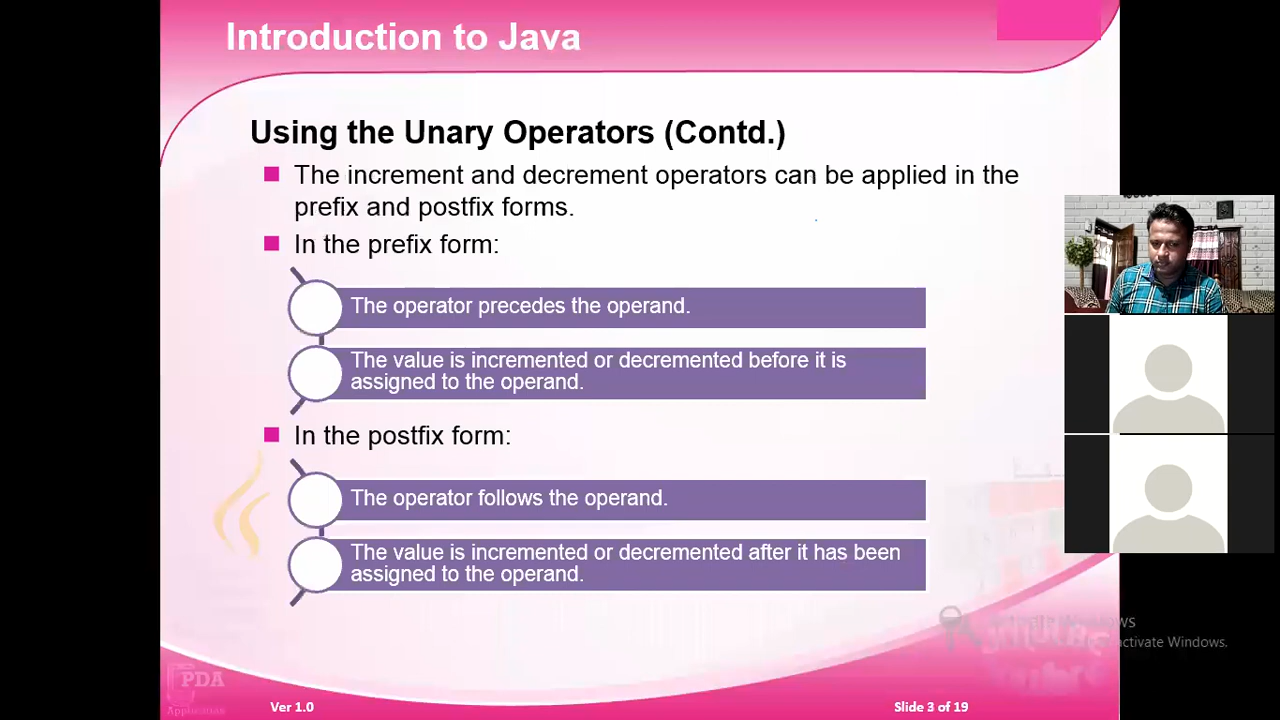 Introduction to Java
Using the Unary Operators (Contd.)
The increment and decrement operators can be applied in the
prefix and postfix forms.
In the prefix form:
The operator precedes the operand.
The value is incremented or decremented before it is
assigned to the operand.
In the postfix form:
The operator follows the operand.
The value is incremented or decremented after it has been
assigned to the operand.
PDA
Application
Ver 1.0
Slide 3 of 19